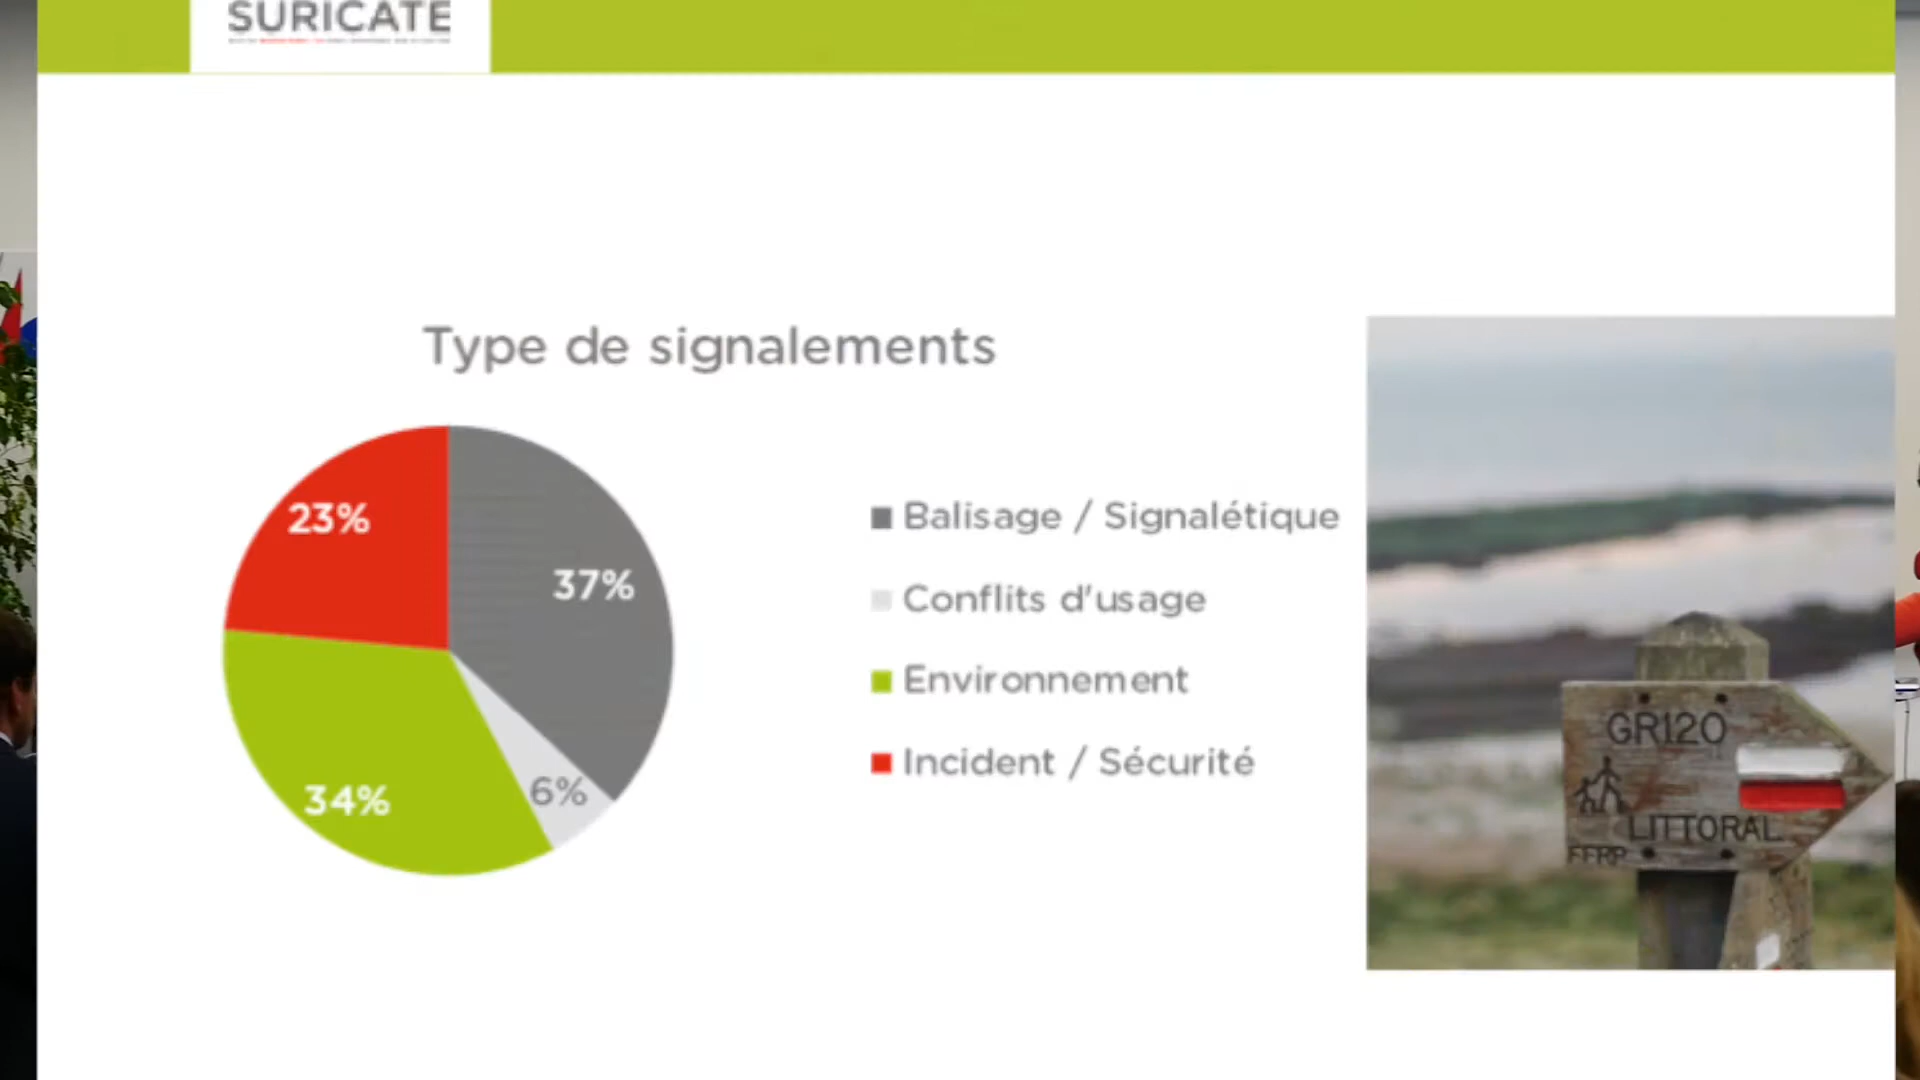 SURICATE
Type de signalements
23%
37%
34%
6%
Balisage / Signalétique
Conflits d'usage
Environnement
Incident / Sécurité
GR120
LITTORAL
FFRP